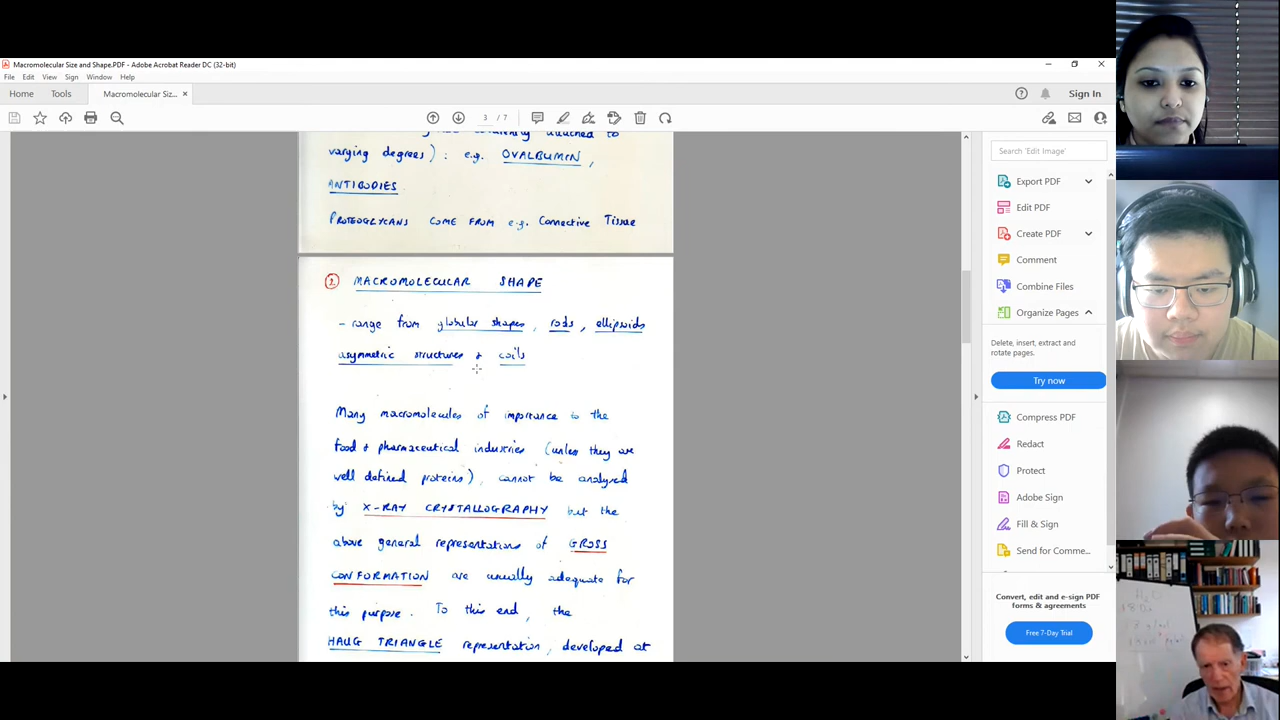 Macromolecular Size and Shape.PDF - Adobe Acrobat Reader DC (32-bit)
File Edit View Sign Window Help
Home Tools Macromolecular Siz... × Sign In
3 / 7
covalently attached to
varying degrees) : e.g. OVALBUMIN,
ANTIBODIES
PROTEOGLYCANS COME FROM e.g. Connective Tissue
② MACROMOLECULAR SHAPE
- range from globular shapes, rods, ellipsoids
asymmetric structures & coils
Many macromolecules of importance to the
food & pharmaceutical industries (unless they are
well defined proteins), cannot be analysed
by X-RAY CRYSTALLOGRAPHY but the
above general representations of GROSS
CONFORMATION are usually adequate for
this purpose. To this end, the
HAUG TRIANGLE representation, developed at
Search 'Edit Image'
Export PDF
Edit PDF
Create PDF
Comment
Combine Files
Organize Pages
Delete, insert, extract and
rotate pages.
Try now
Compress PDF
Redact
Protect
Adobe Sign
Fill & Sign
Send for Comme...
Convert, edit and e-sign PDF
forms & agreements
Free 7-Day Trial